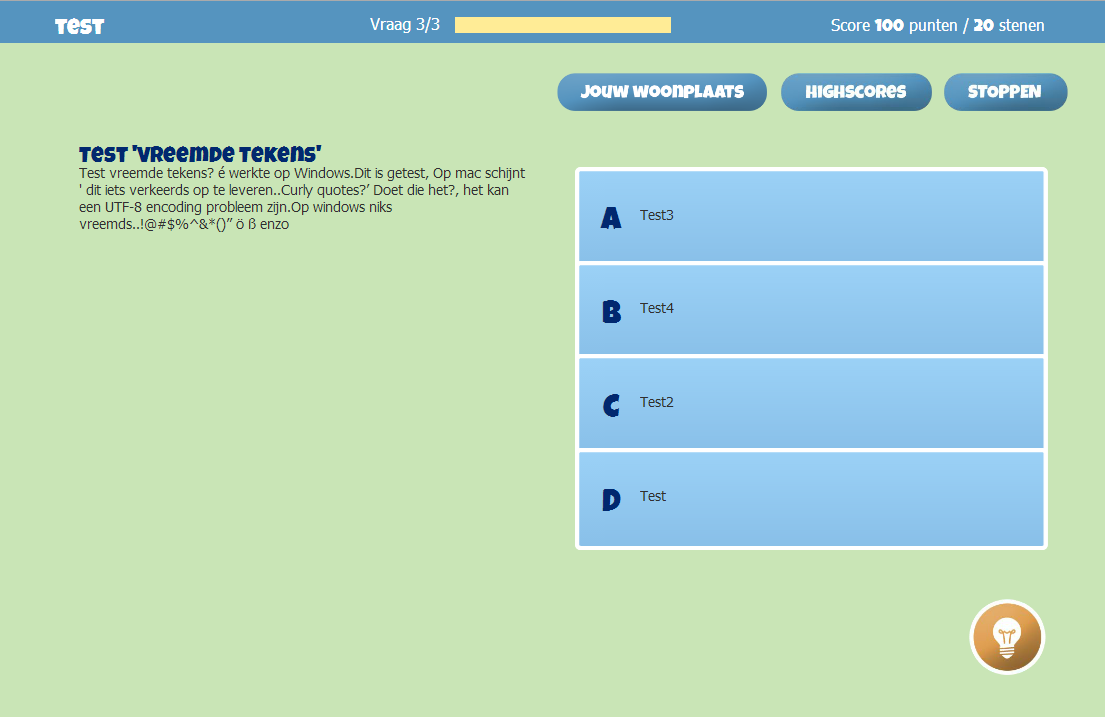 Test
Vraag 3/3
Score 100 punten / 20 stenen
Jouw woonplaats
Highscores
Stoppen
Test 'vreemde tekens'
Test vreemde tekens? é werkte op Windows.Dit is getest, Op mac schijnt
' dit iets verkeerds op te leveren..Curly quotes?’ Doet die het?, het kan
een UTF-8 encoding probleem zijn.Op windows niks
vreemds..!@#$%^&*()” ö ß enzo
A Test3
B Test4
C Test2
D Test